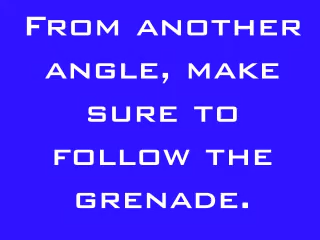 From another
angle, make
sure to
follow the
grenade.